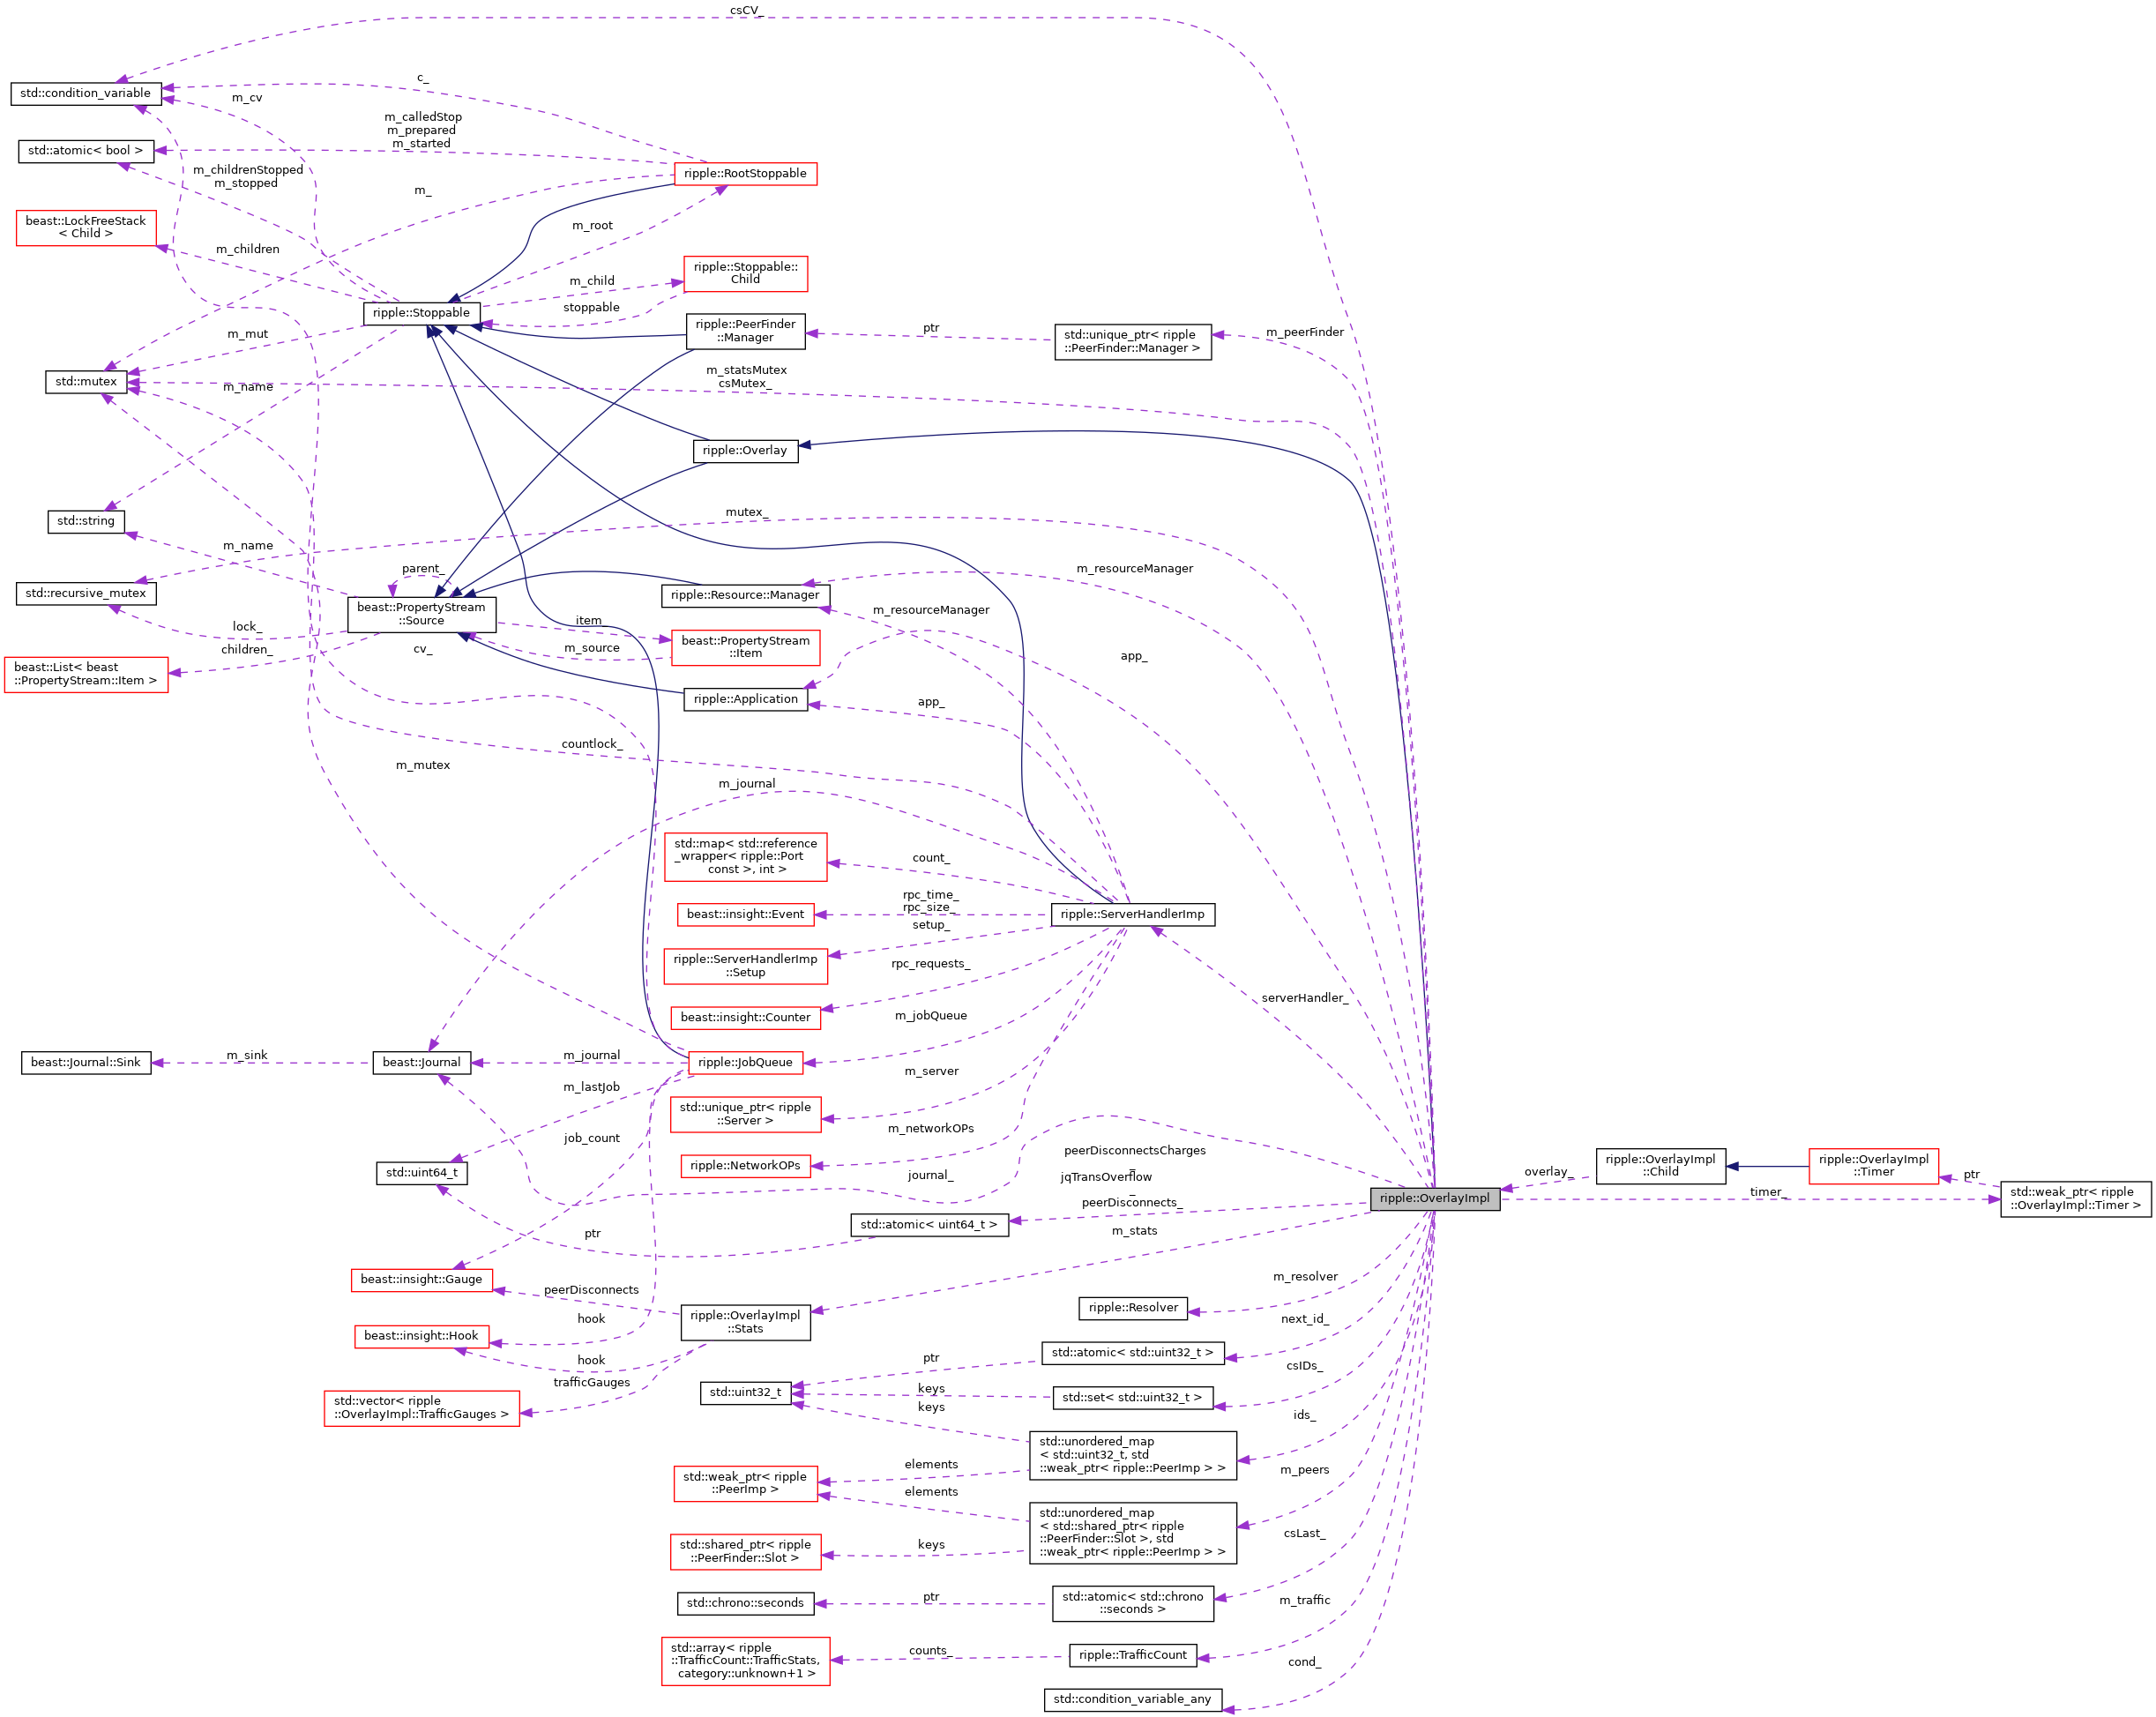 csCV_
c_
std::condition_variable
m_cv
m_calledStop
m_prepared
m_started
std::atomic< bool >
m_childrenStopped
m_stopped
ripple::RootStoppable
m_
beast::LockFreeStack
< Child >
m_root
m_children
ripple::Stoppable::
Child
m_child
stoppable
ripple::Stoppable
ripple::PeerFinder
::Manager
ptr
std::unique_ptr< ripple
::PeerFinder::Manager >
m_peerFinder
m_mut
std::mutex
m_name
m_statsMutex
csMutex_
ripple::Overlay
std::string
mutex_
m_name
parent_
m_resourceManager
std::recursive_mutex
ripple::Resource::Manager
beast::PropertyStream
::Source
m_resourceManager
lock_
item_
beast::PropertyStream
::Item
children_
cv_
m_source
app_
beast::List< beast
::PropertyStream::Item >
ripple::Application
app_
countlock_
m_mutex
m_journal
std::map< std::reference
_wrapper< ripple::Port
const >, int >
count_
beast::insight::Event
rpc_time_
rpc_size_
ripple::ServerHandlerImp
setup_
ripple::ServerHandlerImp
::Setup
rpc_requests_
serverHandler_
beast::insight::Counter
m_jobQueue
beast::Journal::Sink
m_sink
beast::Journal
m_journal
ripple::JobQueue
m_server
m_lastJob
std::unique_ptr< ripple
::Server >
job_count
m_networkOPs
peerDisconnectsCharges
_
jqTransOverflow
_
peerDisconnects_
ripple::NetworkOPs
journal_
std::uint64_t
ripple::OverlayImpl
overlay_
ripple::OverlayImpl
::Child
ripple::OverlayImpl
::Timer
ptr
timer_
std::weak_ptr< ripple
::OverlayImpl::Timer >
ptr
std::atomic< uint64_t >
m_stats
beast::insight::Gauge
peerDisconnects
m_resolver
ripple::Resolver
hook
ripple::OverlayImpl
::Stats
next_id_
beast::insight::Hook
hook
ptr
std::atomic< std::uint32_t >
csIDs_
trafficGauges
std::uint32_t
keys
std::set< std::uint32_t >
std::vector< ripple
::OverlayImpl::TrafficGauges >
keys
ids_
std::unordered_map
< std::uint32_t, std
::weak_ptr< ripple::PeerImp > >
elements
m_peers
std::weak_ptr< ripple
::PeerImp >
elements
std::unordered_map
< std::shared_ptr< ripple
::PeerFinder::Slot >, std
::weak_ptr< ripple::PeerImp > >
csLast_
std::shared_ptr< ripple
::PeerFinder::Slot >
keys
std::chrono::seconds
ptr
std::atomic< std::chrono
::seconds >
m_traffic
std::array< ripple
::TrafficCount::TrafficStats,
category::unknown+1 >
counts_
ripple::TrafficCount
cond_
std::condition_variable_any